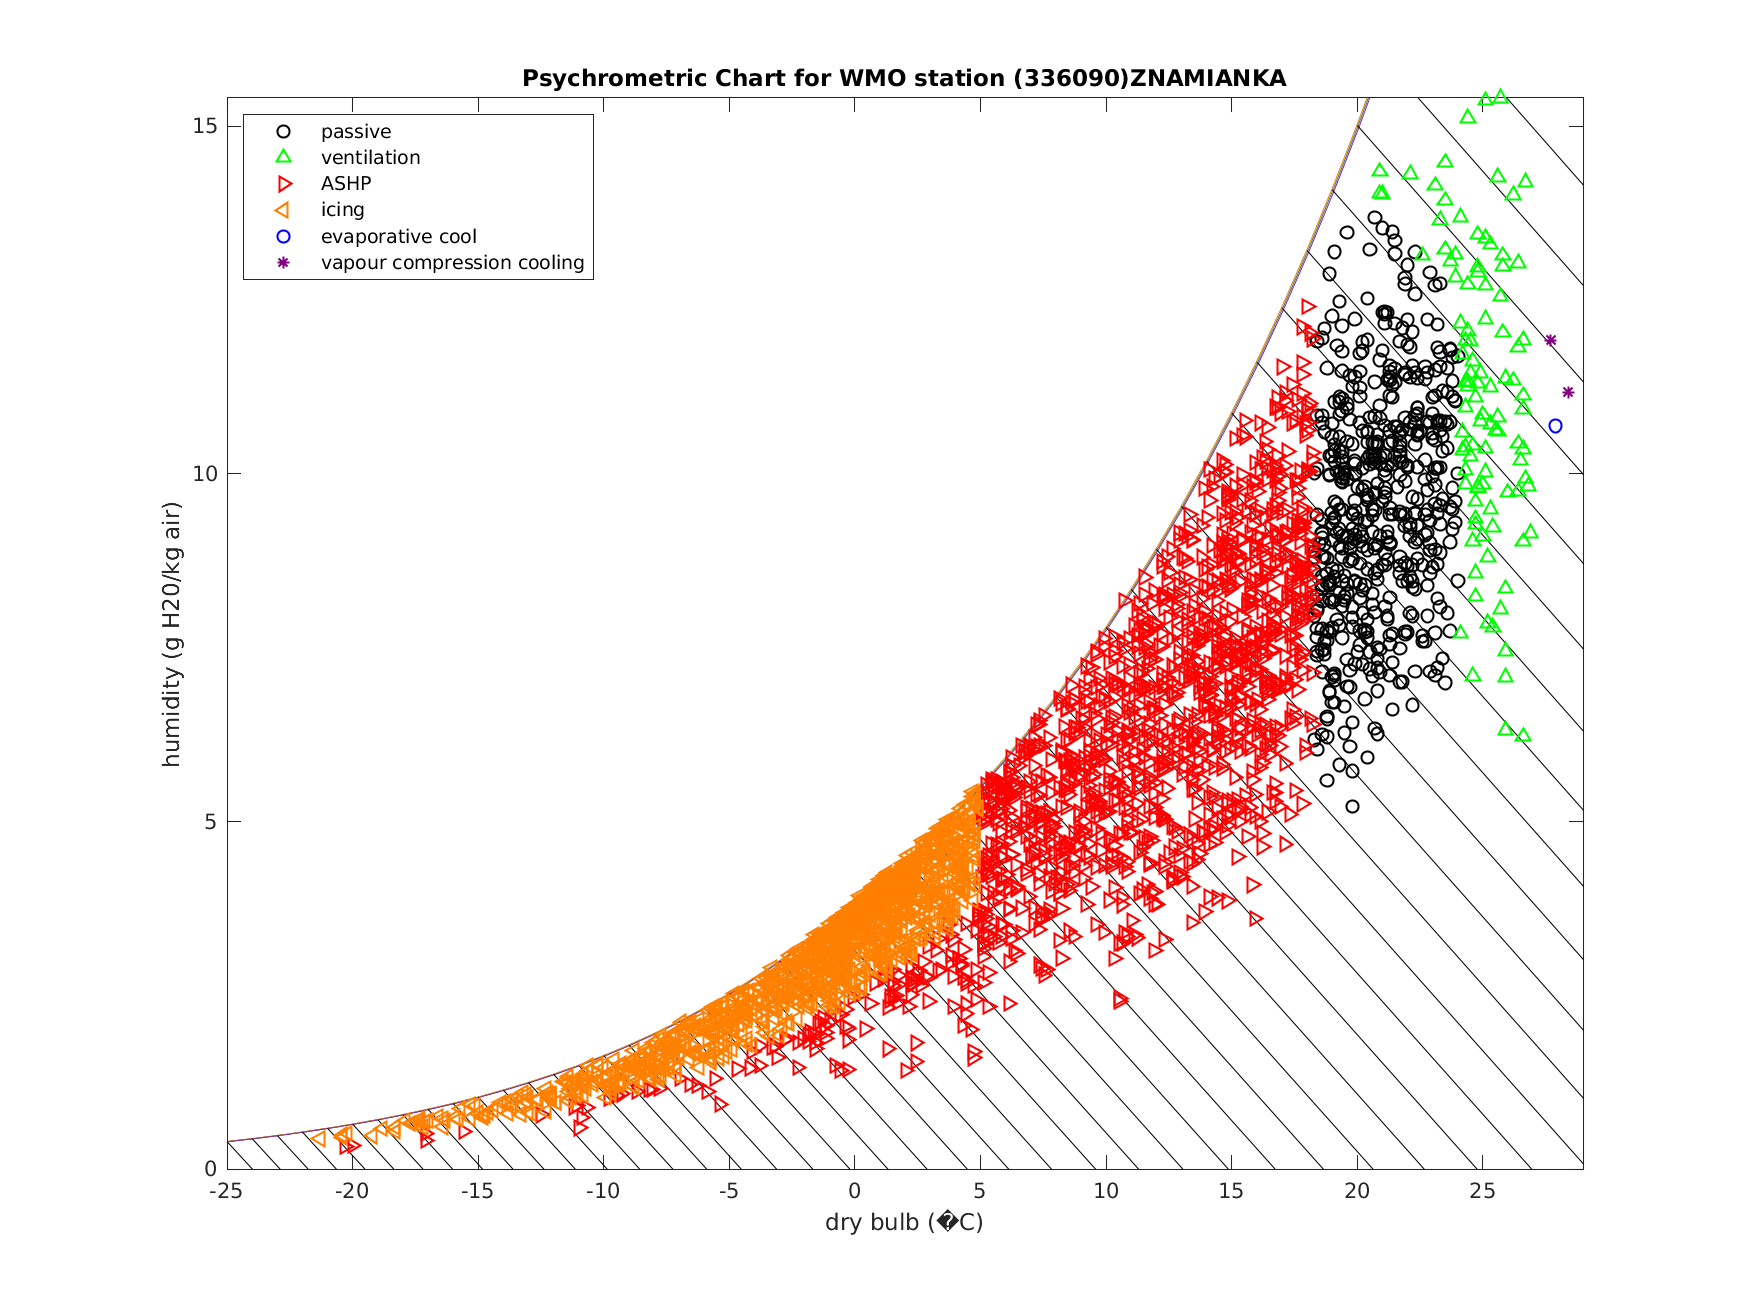 Psychrometric Chart for WMO station (336090)ZNAMIANKA
passive
ventilation
ASHP
icing
evaporative cool
vapour compression cooling
humidity (g H20/kg air)
15
10
5
0
-25 -20 -15 -10 -5 0 5 10 15 20 25
dry bulb (�C)